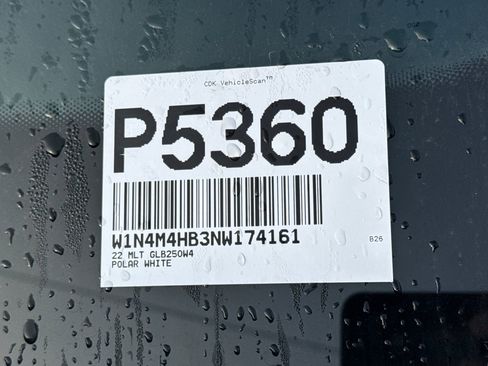 CDK VehicleScan™
P5360
W1N4M4HB3NW174161
22 MLT GLB250W4
POLAR WHITE
B26